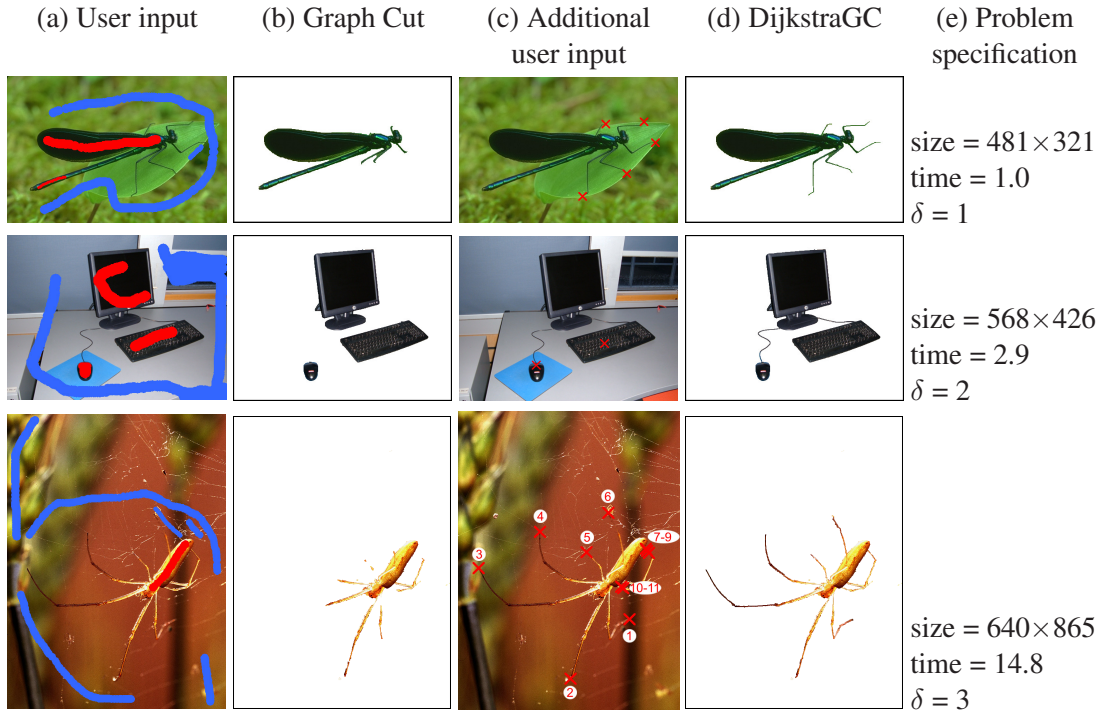 (a) User input
(b) Graph Cut
(c) Additional
user input
(d) DijkstraGC
(e) Problem
specification
size = 481×321
time = 1.0
δ = 1
size = 568×426
time = 2.9
δ = 2
6
4
7-9
5
3
10-11
1
2
size = 640×865
time = 14.8
δ = 3